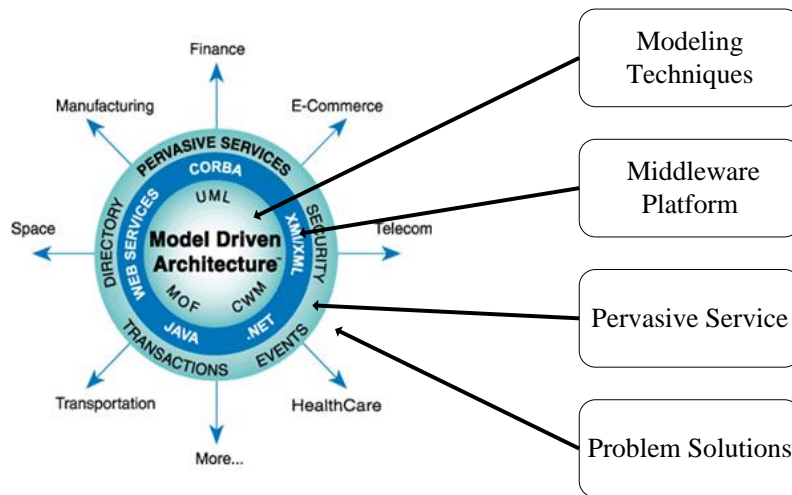 Finance
Manufacturing
E-Commerce
PERVASIVE SERVICES
CORBA
UML
DIRECTORY
WEB SERVICES
XMI/XML
SECURITY
Space
Model Driven
Architecture™
Telecom
MOF
CWM
JAVA
.NET
TRANSACTIONS
EVENTS
Transportation
HealthCare
More...
Modeling
Techniques
Middleware
Platform
Pervasive Service
Problem Solutions